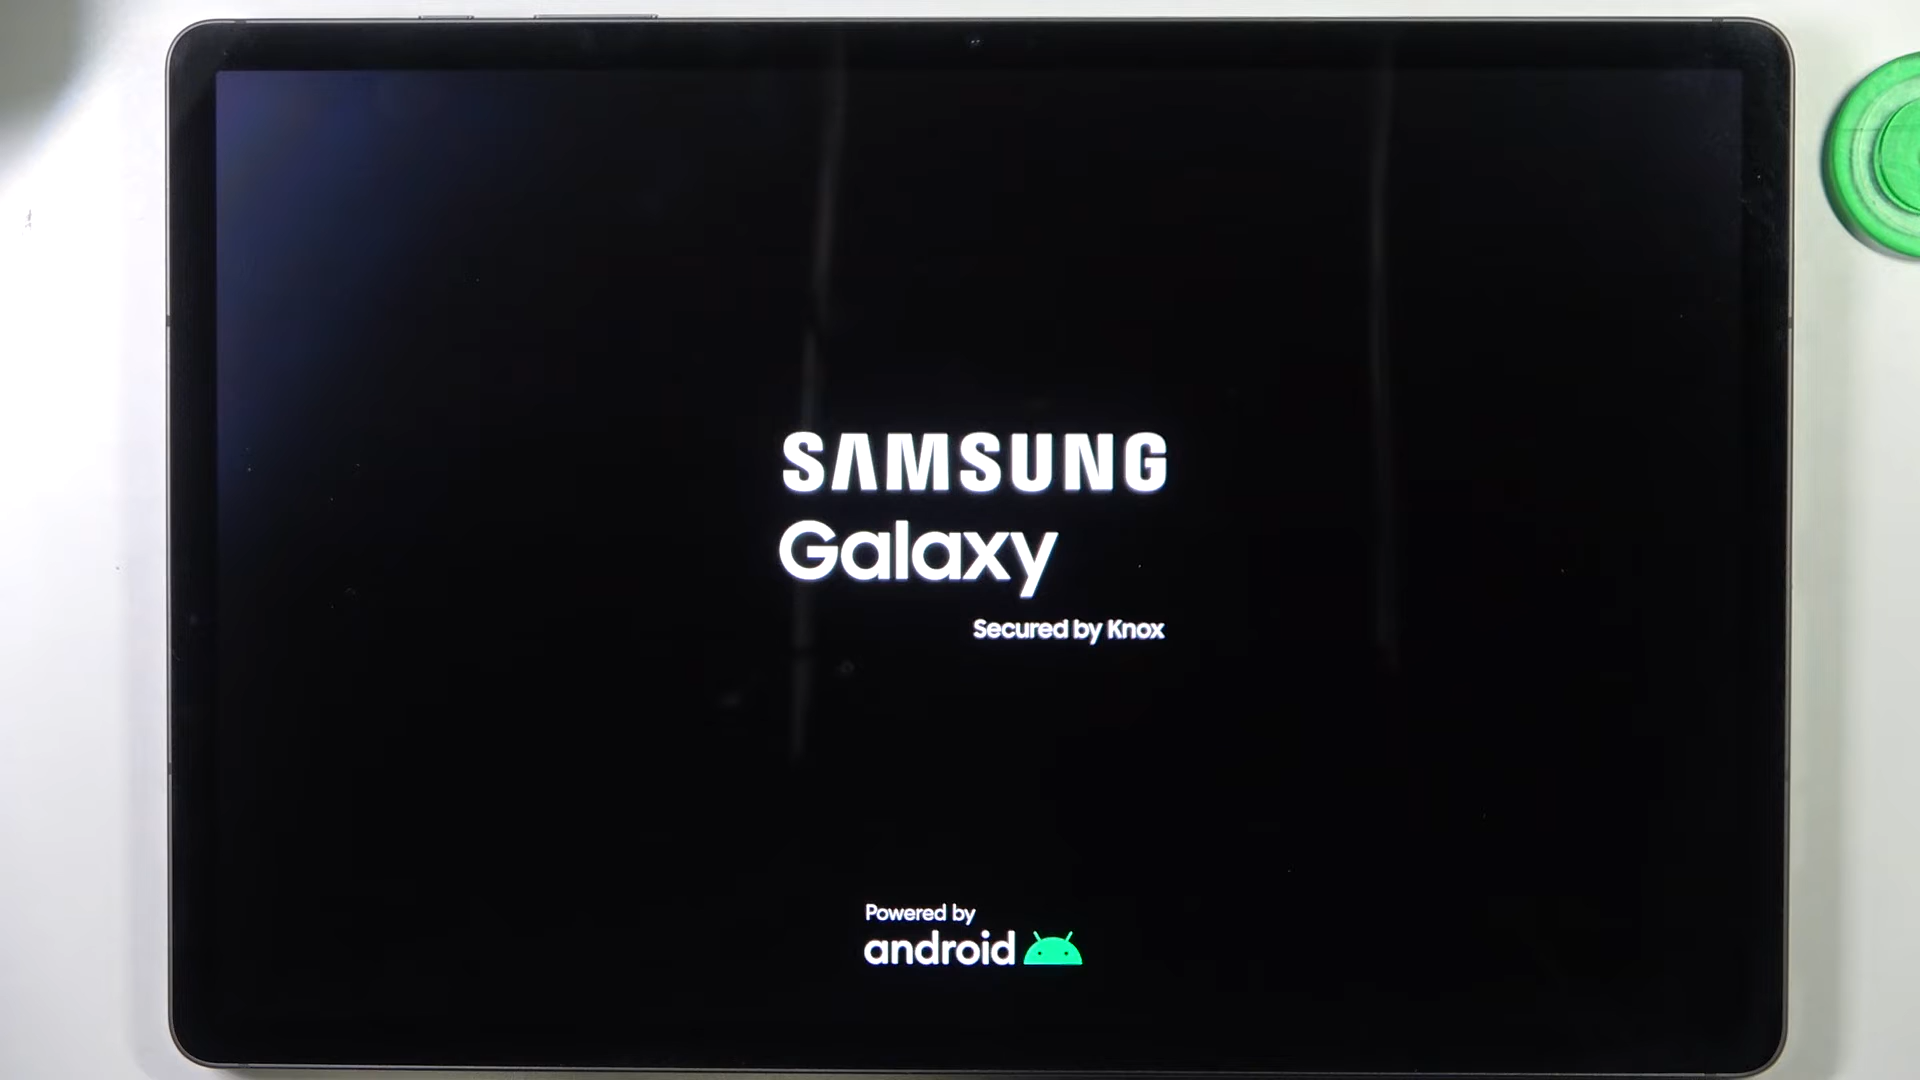 SAMSUNG
Galaxy
Secured by Knox
Powered by
android